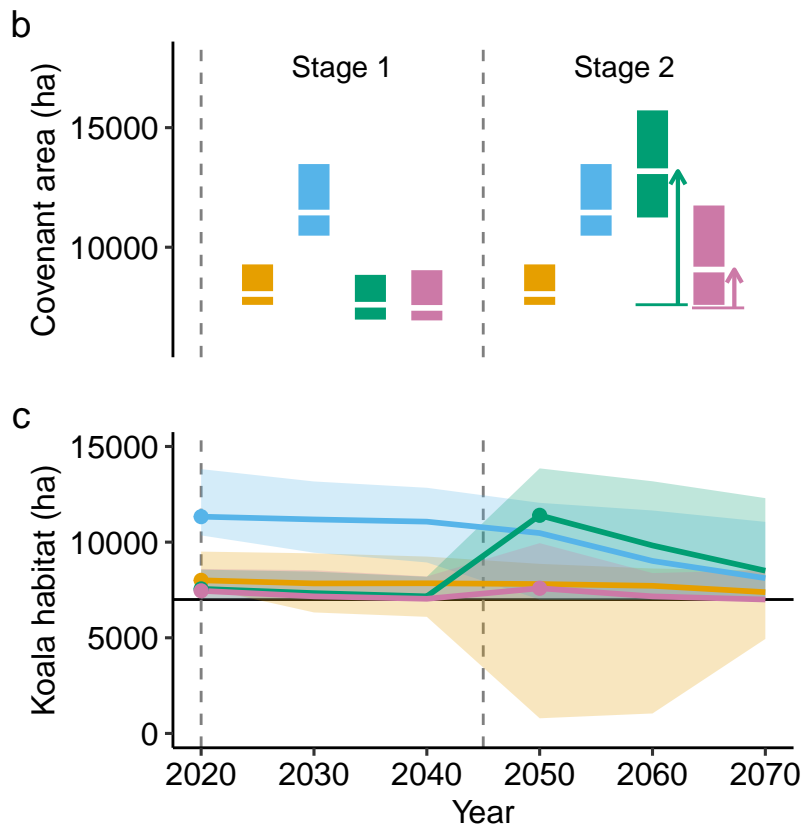 b
Covenant area (ha)
15000
10000
Stage 1
Stage 2
c
Koala habitat (ha)
15000
10000
5000
0
2020 2030 2040 2050 2060 2070
Year